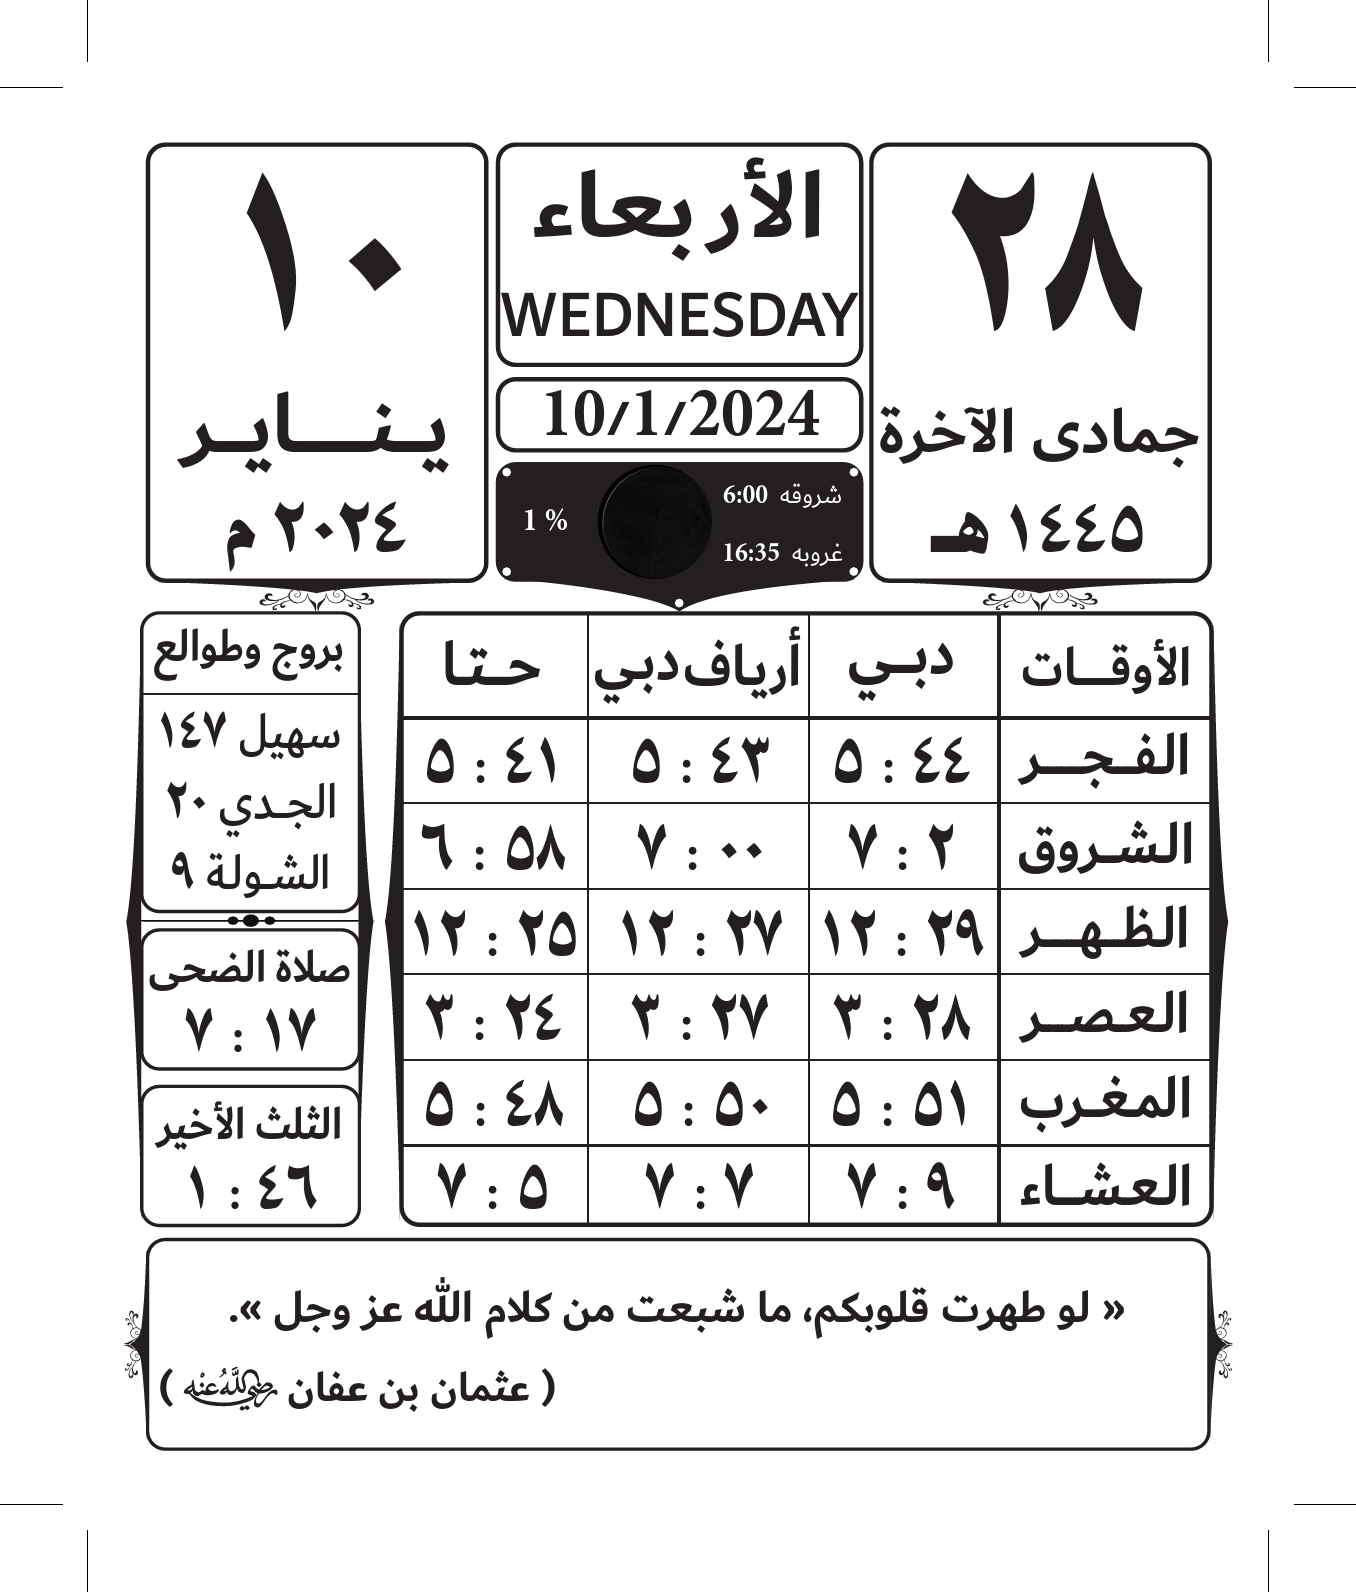 ٢٨
جمادى الآخرة
١٤٤٥ هـ
الأربعاء
WEDNESDAY
10/1/2024
شروقه 6:00
غروبه 16:35
1 %
١٠
يـنـــايـر
٢٠٢٤ م
الأوقـــات دبـي أرياف دبي حـتـا
الفـجـــر ٤٤ : ٥ ٤٣ : ٥ ٤١ : ٥
الشـروق ٢ : ٧ ٠٠ : ٧ ٥٨ : ٦
الظـهـــر ٢٩ : ١٢ ٢٧ : ١٢ ٢٥ : ١٢
العـصــر ٢٨ : ٣ ٢٧ : ٣ ٢٤ : ٣
المـغـرب ٥١ : ٥ ٥٠ : ٥ ٤٨ : ٥
العـشــاء ٩ : ٧ ٧ : ٧ ٥ : ٧
بروج وطوالع
سهيل ١٤٧
الجـدي ٢٠
الشـولة ٩
صلاة الضحى
١٧ : ٧
الثلث الأخير
٤٦ : ١
« لو طهرت قلوبكم، ما شبعت من كلام الله عز وجل ».
( عثمان بن عفان رضي الله عنه )